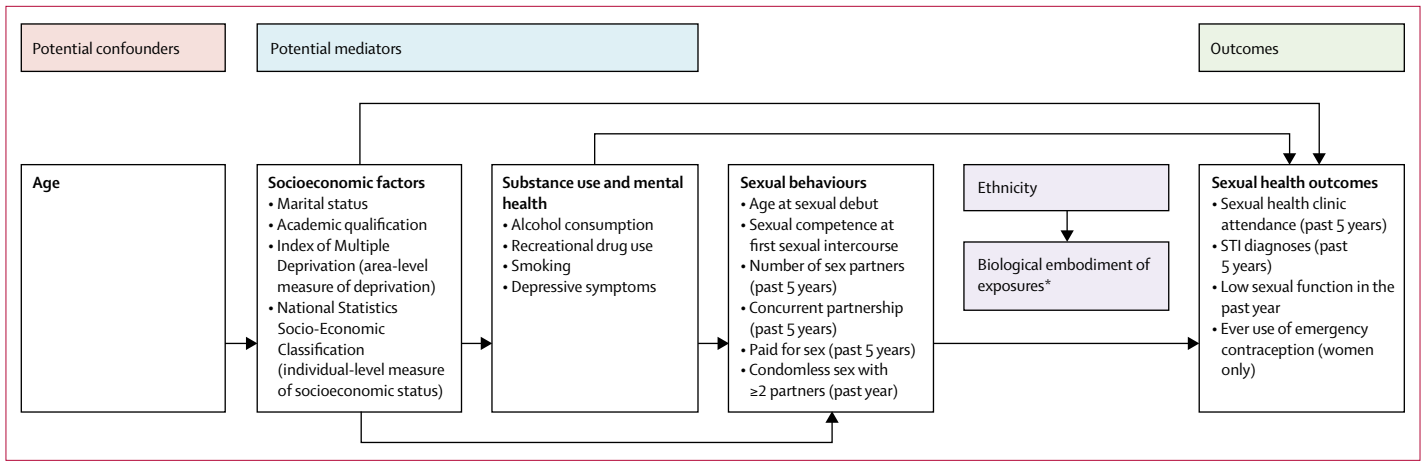 Potential confounders
Potential mediators
Outcomes
Age
Socioeconomic factors
• Marital status
• Academic qualification
• Index of Multiple
Deprivation (area-level
measure of deprivation)
• National Statistics
Socio-Economic
Classification
(individual-level measure
of socioeconomic status)
Substance use and mental
health
• Alcohol consumption
• Recreational drug use
• Smoking
• Depressive symptoms
Sexual behaviours
• Age at sexual debut
• Sexual competence at
first sexual intercourse
• Number of sex partners
(past 5 years)
• Concurrent partnership
(past 5 years)
• Paid for sex (past 5 years)
• Condomless sex with
≥2 partners (past year)
Ethnicity
Biological embodiment of
exposures*
Sexual health outcomes
• Sexual health clinic
attendance (past 5 years)
• STI diagnoses (past
5 years)
• Low sexual function in the
past year
• Ever use of emergency
contraception (women
only)